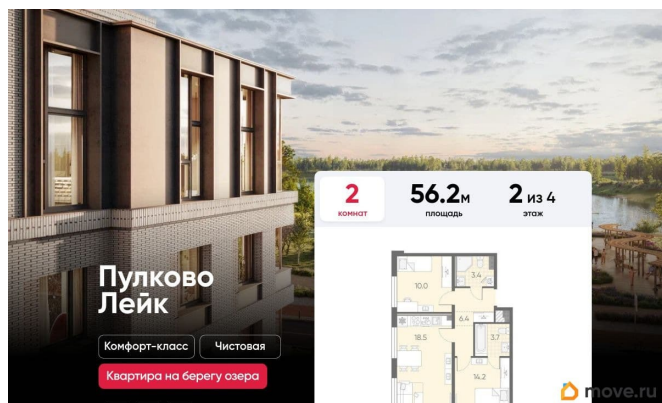 2
комнат
56.2м
площадь
2 из 4
этаж
10.0
3.4
6.4
18.5
3.7
14.2
Пулково
Лейк
Комфорт-класс
Чистовая
Квартира на берегу озера
move.ru